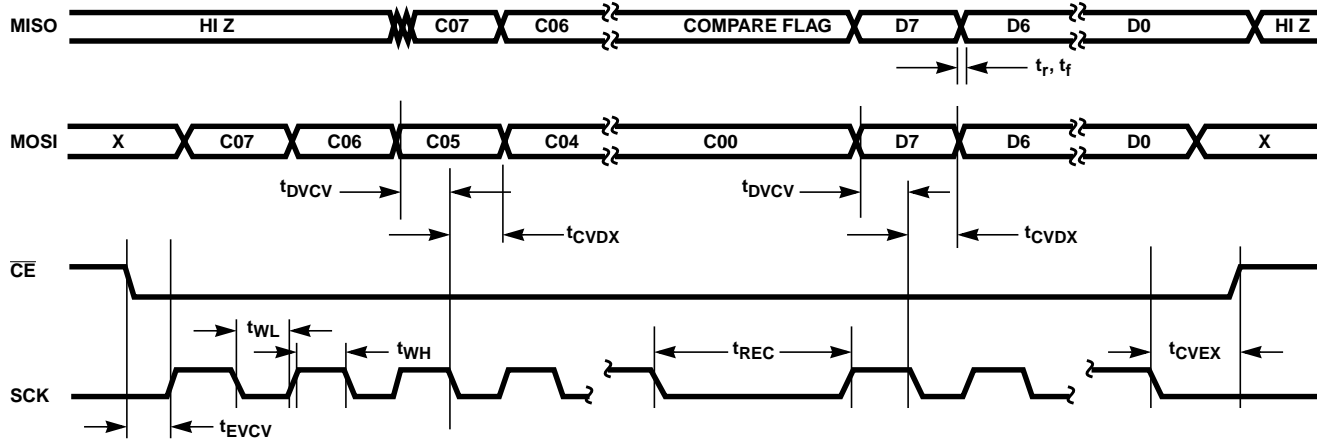 MISO HI Z C07 C06 COMPARE FLAG D7 D6 D0 HI Z
tr, tf
MOSI X C07 C06 C05 C04 C00 D7 D6 D0 X
tDVCV tDVCV
tCVDX tCVDX
CE
tWL tWH tREC tCVEX
SCK
tEVCV